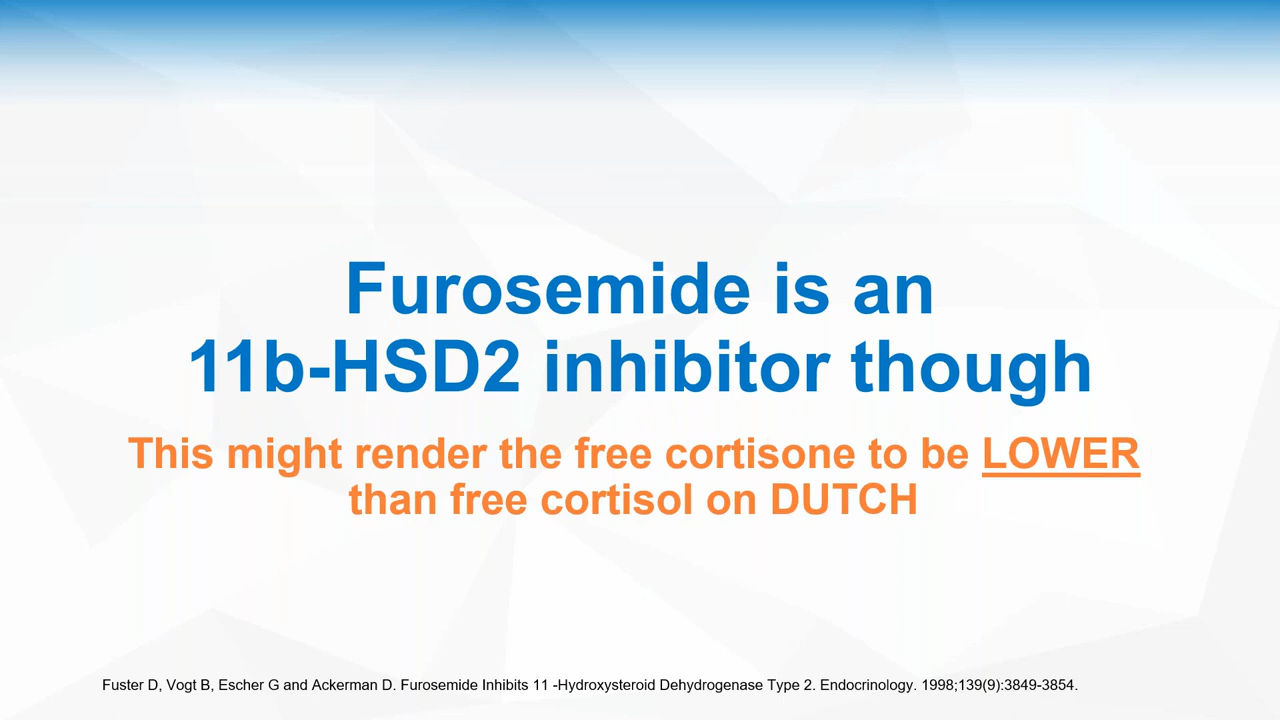 Furosemide is an
11b-HSD2 inhibitor though
This might render the free cortisone to be LOWER
than free cortisol on DUTCH
Fuster D, Vogt B, Escher G and Ackerman D. Furosemide Inhibits 11 -Hydroxysteroid Dehydrogenase Type 2. Endocrinology. 1998;139(9):3849-3854.